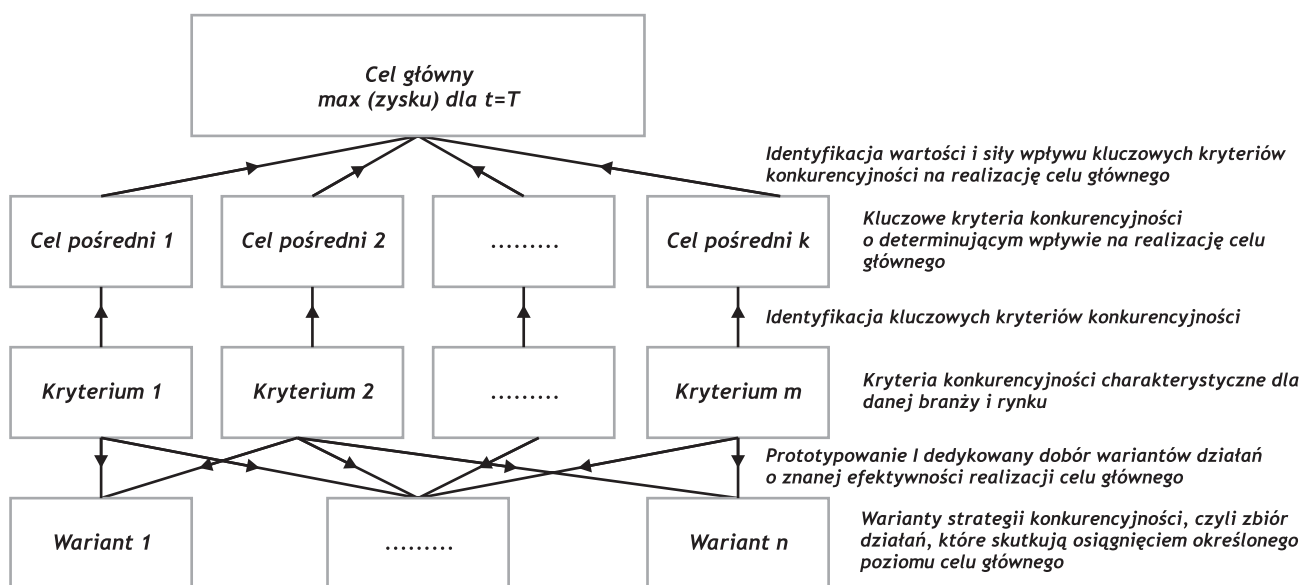 Cel główny
max (zysku) dla t=T
Identyfikacja wartości i siły wpływu kluczowych kryteriów
konkurencyjności na realizację celu głównego
Cel pośredni 1
Cel pośredni 2
.........
Cel pośredni k
Kluczowe kryteria konkurencyjności
o determinującym wpływie na realizację celu
głównego
Identyfikacja kluczowych kryteriów konkurencyjności
Kryterium 1
Kryterium 2
.........
Kryterium m
Kryteria konkurencyjności charakterystyczne dla
danej branży i rynku
Prototypowanie I dedykowany dobór wariantów działań
o znanej efektywności realizacji celu głównego
Wariant 1
.........
Wariant n
Warianty strategii konkurencyjności, czyli zbiór
działań, które skutkują osiągnięciem określonego
poziomu celu głównego